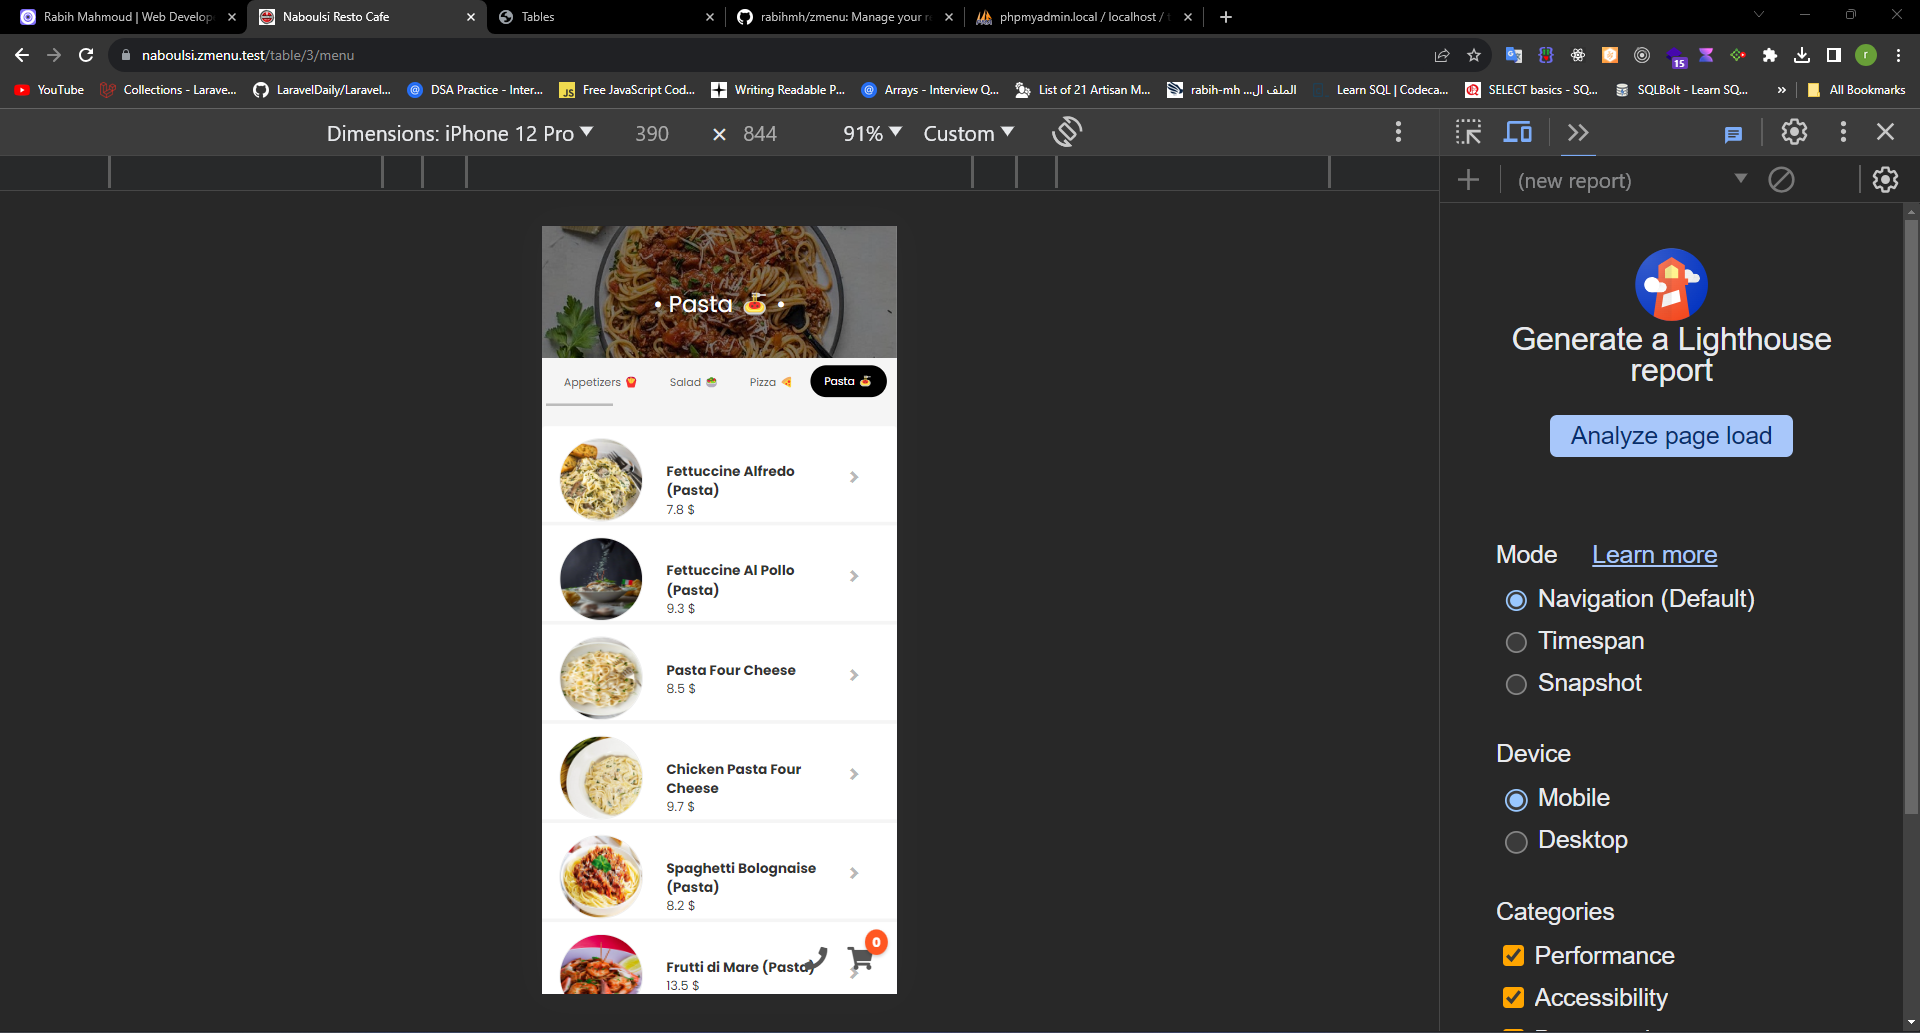 Rabih Mahmoud | Web Develop
Naboulsi Resto Cafe
Tables
rabihmh/zmenu: Manage your re
phpmyadmin.local / localhost /
naboulsi.zmenu.test/table/3/menu
15
r
YouTube
Collections - Larave...
LaravelDaily/Laravel...
DSA Practice - Inter...
Free JavaScript Cod...
Writing Readable P...
Arrays - Interview Q...
List of 21 Artisan M...
rabih-mh ...الملف ال
Learn SQL | Codeca...
SELECT basics - SQ...
SQLBolt - Learn SQ...
»
All Bookmarks
Dimensions: iPhone 12 Pro
390 × 844
91%
Custom
(new report)
• Pasta 🍝 •
Appetizers 🍟
Salad 🥗
Pizza 🍕
Pasta 🍝
Fettuccine Alfredo
(Pasta)
7.8 $
Fettuccine Al Pollo
(Pasta)
9.3 $
Pasta Four Cheese
8.5 $
Chicken Pasta Four
Cheese
9.7 $
Spaghetti Bolognaise
(Pasta)
8.2 $
Frutti di Mare (Pasta)
13.5 $
0
Generate a Lighthouse
report
Analyze page load
Mode Learn more
Navigation (Default)
Timespan
Snapshot
Device
Mobile
Desktop
Categories
Performance
Accessibility